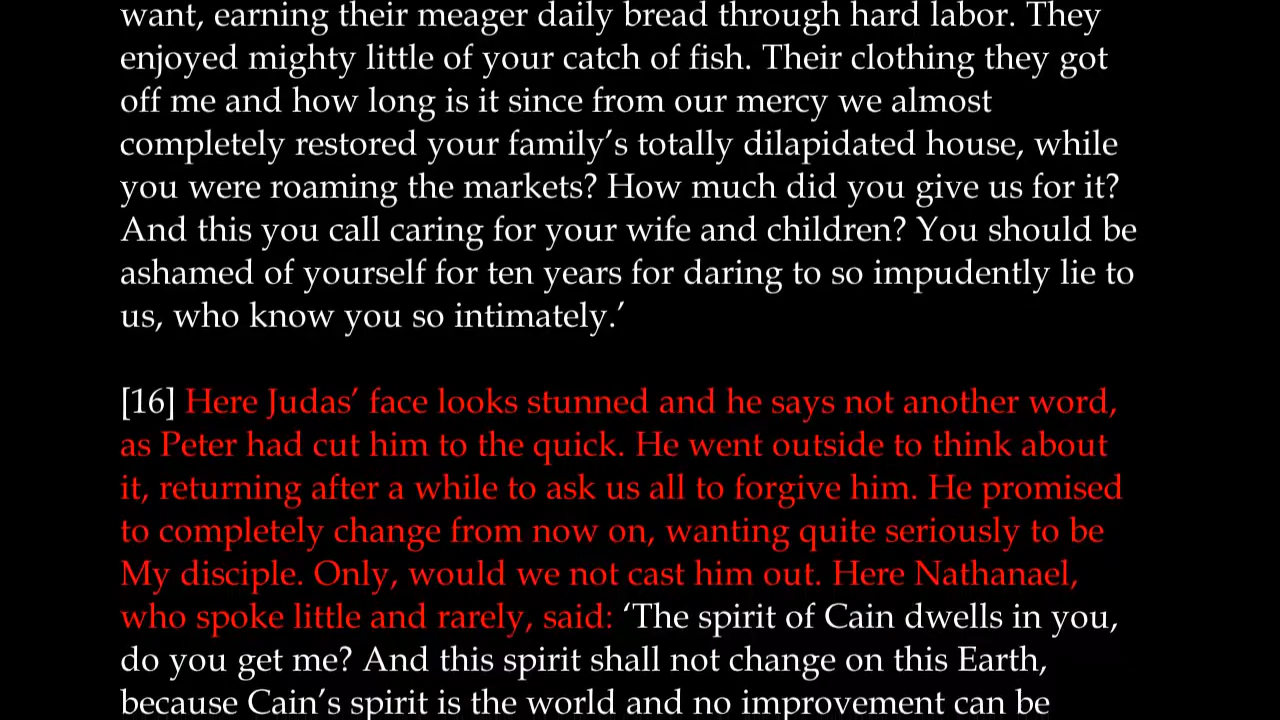 want, earning their meager daily bread through hard labor. They
enjoyed mighty little of your catch of fish. Their clothing they got
off me and how long is it since from our mercy we almost
completely restored your family’s totally dilapidated house, while
you were roaming the markets? How much did you give us for it?
And this you call caring for your wife and children? You should be
ashamed of yourself for ten years for daring to so impudently lie to
us, who know you so intimately.’
[16] Here Judas’ face looks stunned and he says not another word,
as Peter had cut him to the quick. He went outside to think about
it, returning after a while to ask us all to forgive him. He promised
to completely change from now on, wanting quite seriously to be
My disciple. Only, would we not cast him out. Here Nathanael,
who spoke little and rarely, said: ‘The spirit of Cain dwells in you,
do you get me? And this spirit shall not change on this Earth,
because Cain’s spirit is the world and no improvement can be